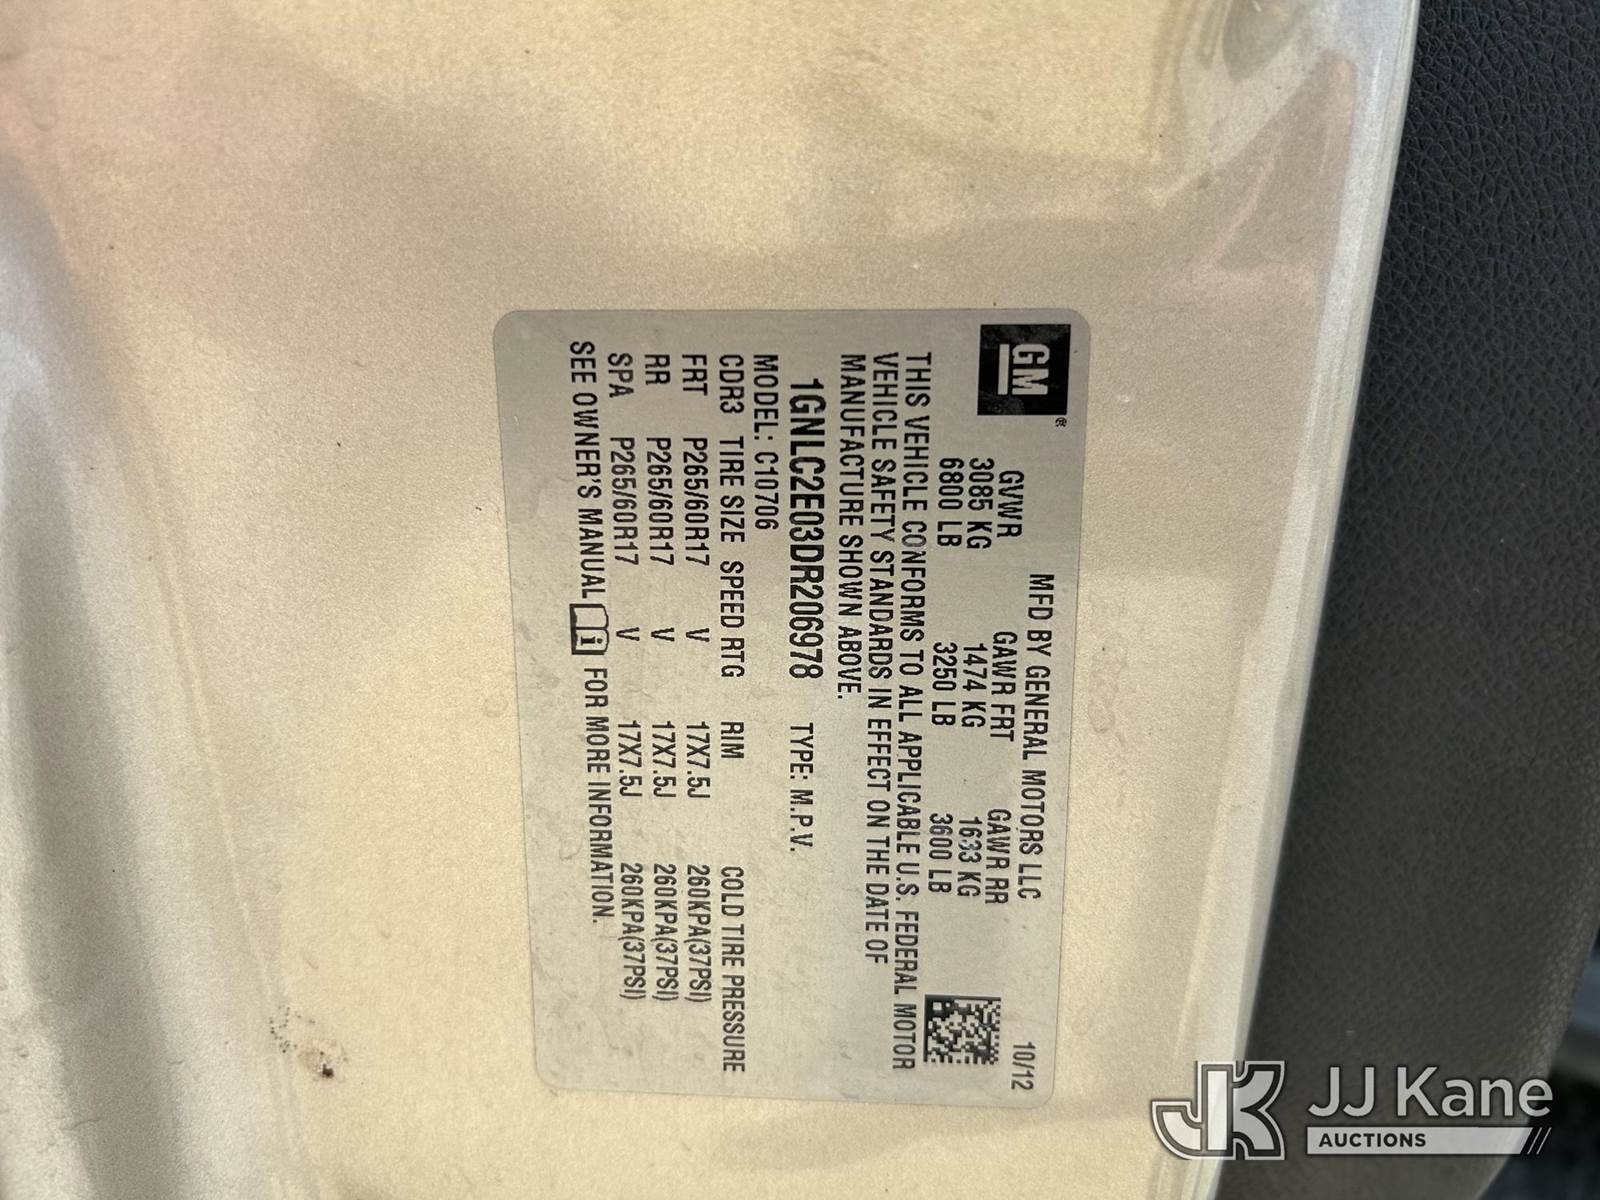 GM®
MFD BY GENERAL MOTORS LLC 10/12
GVWR GAWR FRT GAWR RR
3085 KG 1474 KG 1633 KG
6800 LB 3250 LB 3600 LB
THIS VEHICLE CONFORMS TO ALL APPLICABLE U.S. FEDERAL MOTOR
VEHICLE SAFETY STANDARDS IN EFFECT ON THE DATE OF
MANUFACTURE SHOWN ABOVE.
1GNLC2E03DR206978 TYPE: M.P.V.
MODEL: C10706
CDR3 TIRE SIZE SPEED RTG RIM COLD TIRE PRESSURE
FRT P265/60R17 V 17X7.5J 260KPA(37PSI)
RR P265/60R17 V 17X7.5J 260KPA(37PSI)
SPA P265/60R17 V 17X7.5J 260KPA(37PSI)
SEE OWNER'S MANUAL i FOR MORE INFORMATION.
JK JJ Kane
AUCTIONS